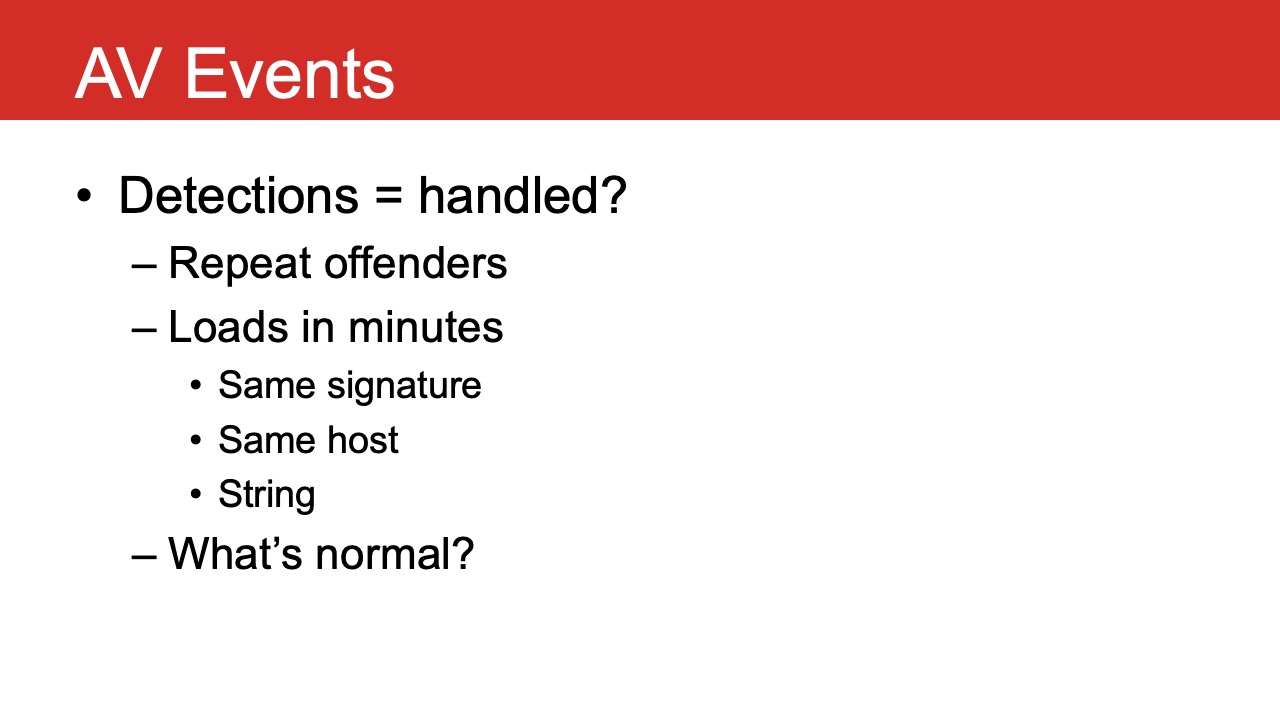 AV Events
• Detections = handled?
– Repeat offenders
– Loads in minutes
• Same signature
• Same host
• String
– What’s normal?